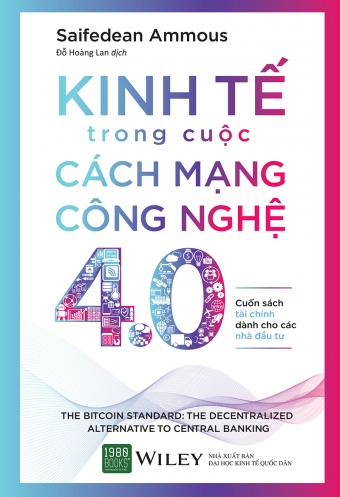 Saifedean Ammous
Đỗ Hoàng Lan dịch
KINH TẾ
trong cuộc
CÁCH MẠNG
CÔNG NGHỆ
4.0
Cuốn sách
tài chính
dành cho các
nhà đầu tư
THE BITCOIN STANDARD: THE DECENTRALIZED
ALTERNATIVE TO CENTRAL BANKING
1980
BOOKS
WILEY
NHÀ XUẤT BẢN
ĐẠI HỌC KINH TẾ QUỐC DÂN